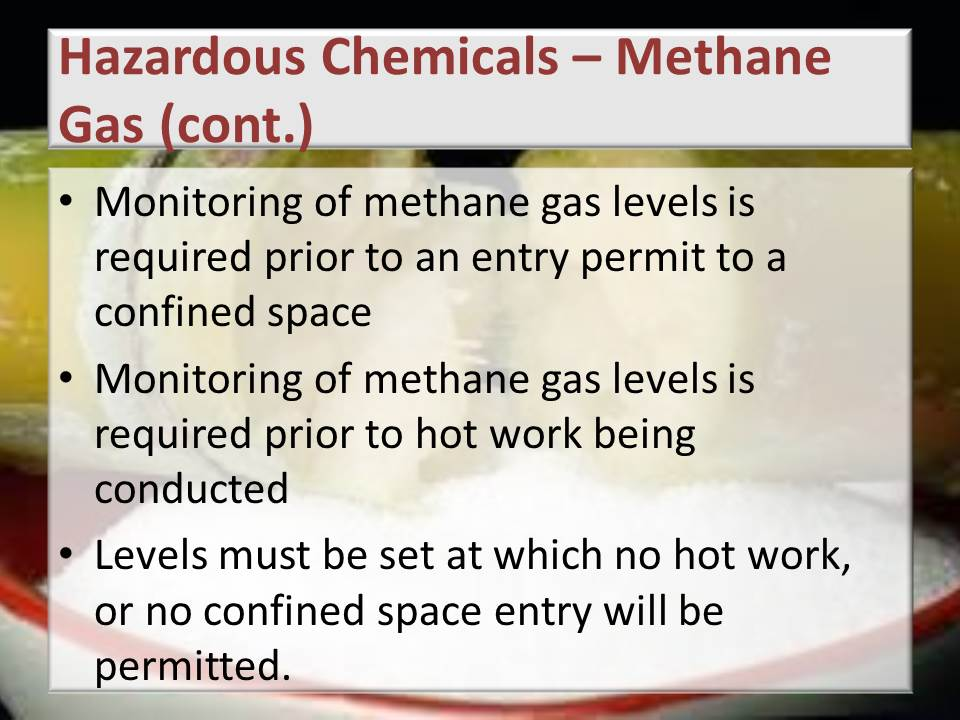 Hazardous Chemicals – Methane
Gas (cont.)
• Monitoring of methane gas levels is
required prior to an entry permit to a
confined space
• Monitoring of methane gas levels is
required prior to hot work being
conducted
• Levels must be set at which no hot work,
or no confined space entry will be
permitted.